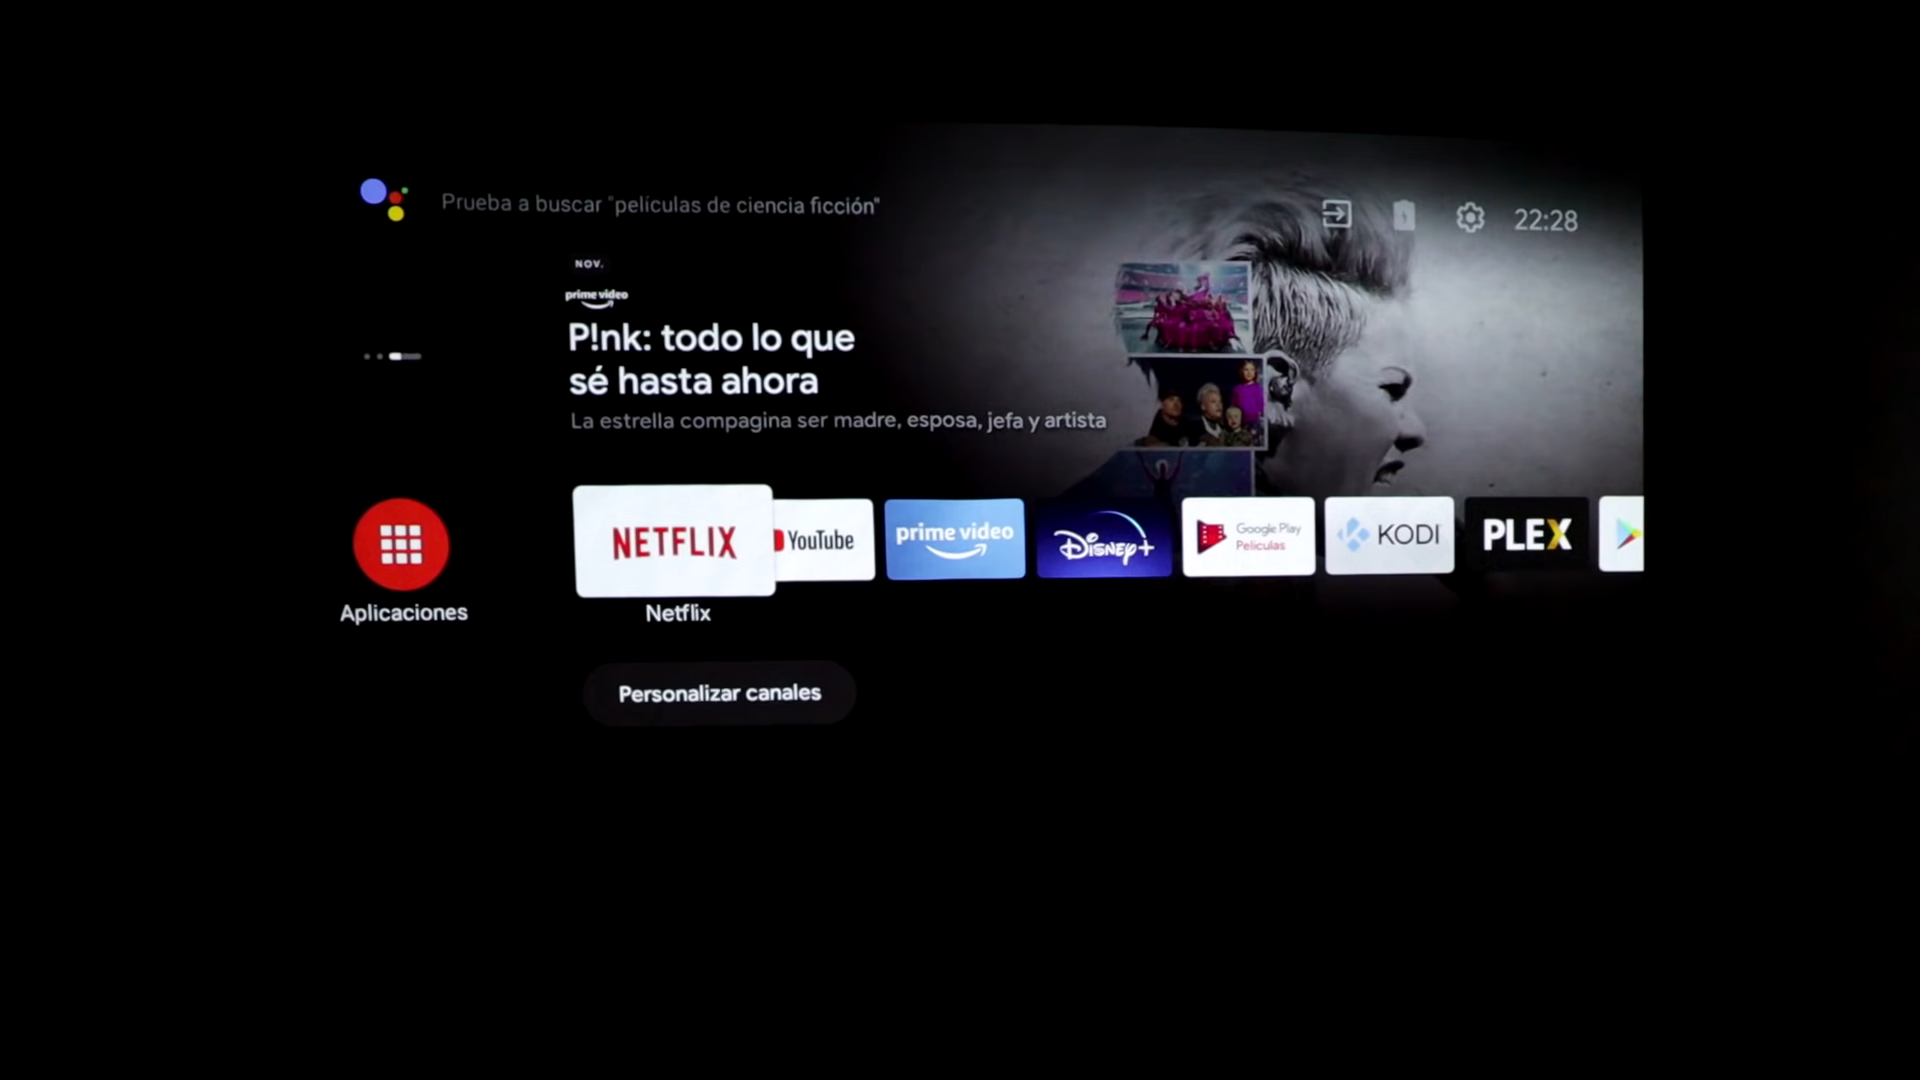 Prueba a buscar "películas de ciencia ficción"
22:28
NOV.
prime video
P!nk: todo lo que
sé hasta ahora
La estrella compagina ser madre, esposa, jefa y artista
NETFLIX
YouTube
prime video
Disney+
Google Play
Películas
KODI
PLEX
Aplicaciones
Netflix
Personalizar canales